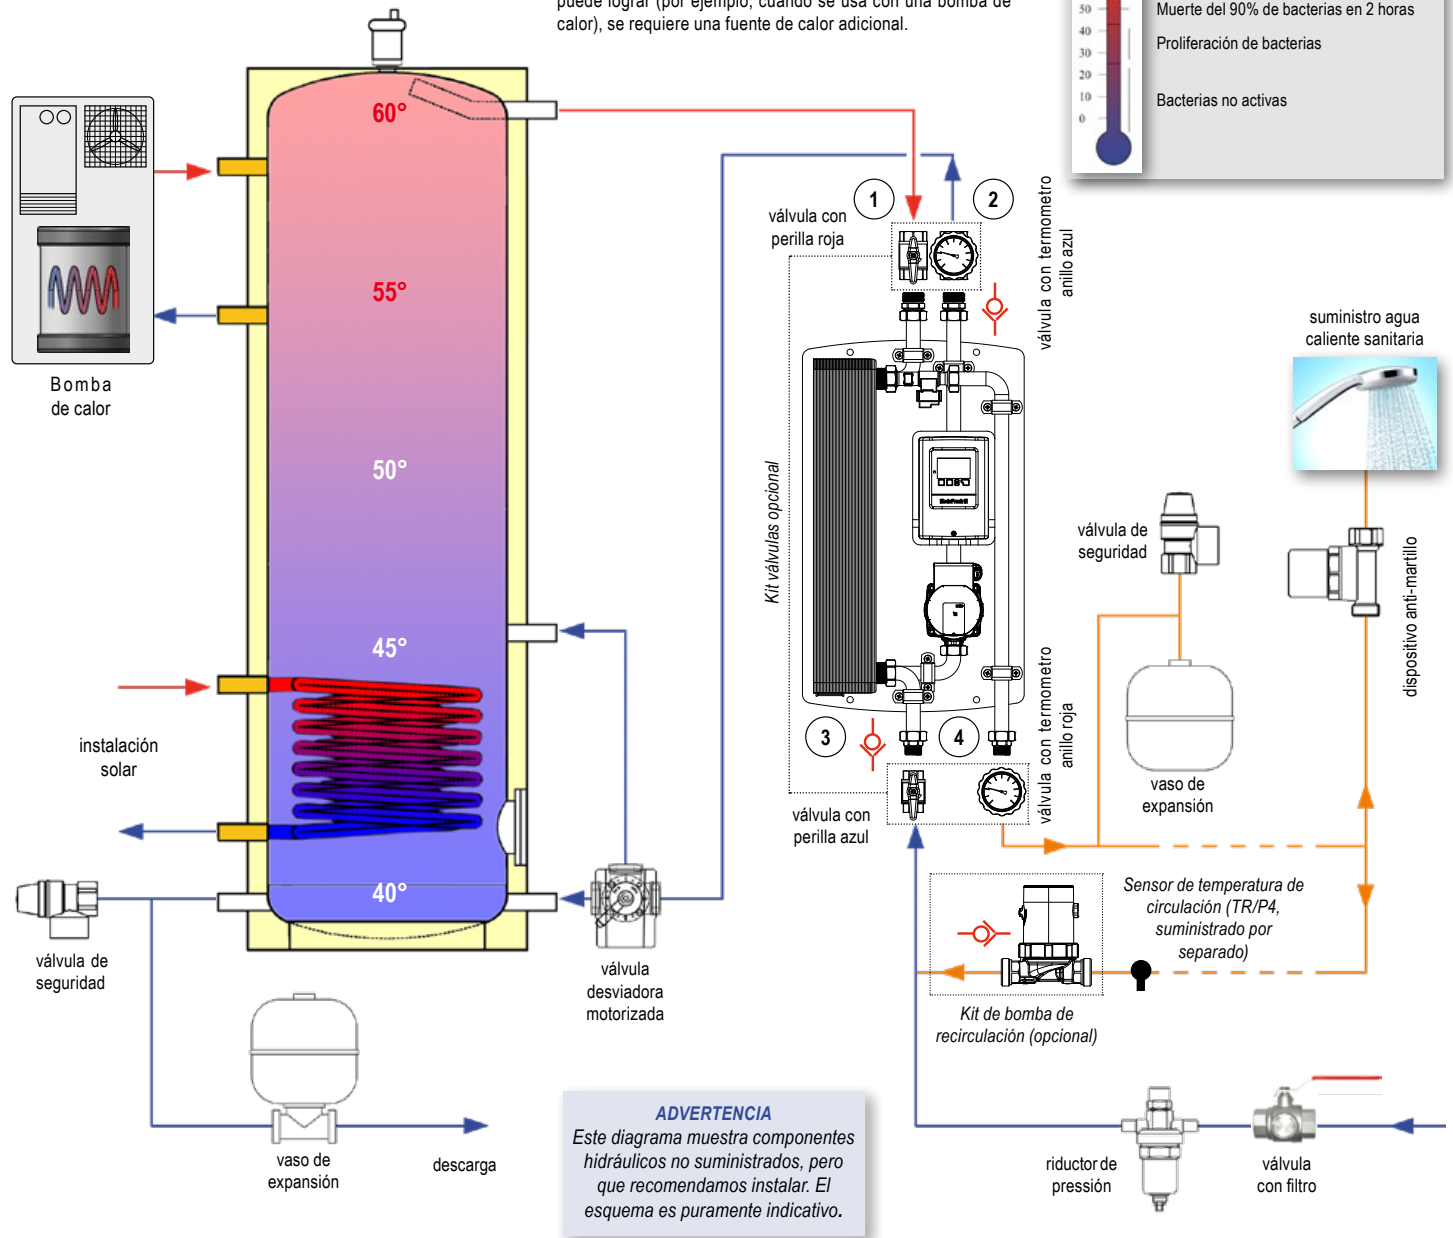 puede lograr (por ejemplo, cuando se usa con una bomba de
calor), se requiere una fuente de calor adicional.
50
40
30
20
10
0
Muerte del 90% de bacterias en 2 horas
Proliferación de bacterias
Bacterias no activas
60°
55°
50°
45°
40°
Bomba
de calor
1
2
válvula con
perilla roja
válvula con termometro
anillo azul
Kit válvulas opcional
suministro agua
caliente sanitaria
válvula de
seguridad
dispositivo anti-martillo
vaso de
expansión
3
4
válvula con termometro
anillo roja
válvula con
perilla azul
instalación
solar
válvula de
seguridad
válvula
desviadora
motorizada
Sensor de temperatura de
circulación (TR/P4,
suministrado por
separado)
Kit de bomba de
recirculación (opcional)
vaso de
expansión
descarga
ADVERTENCIA
Este diagrama muestra componentes
hidráulicos no suministrados, pero
que recomendamos instalar. El
esquema es puramente indicativo.
riductor de
pressión
válvula
con filtro